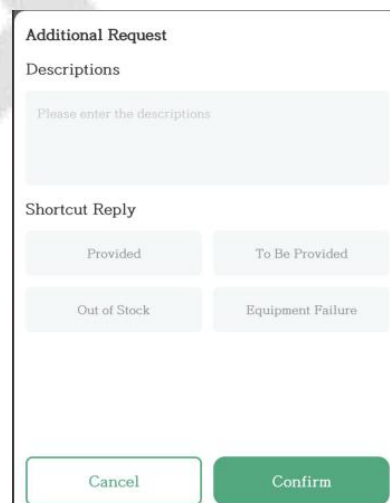 Additional Request
Descriptions
Please enter the descriptions
Shortcut Reply
Provided
To Be Provided
Out of Stock
Equipment Failure
Cancel
Confirm